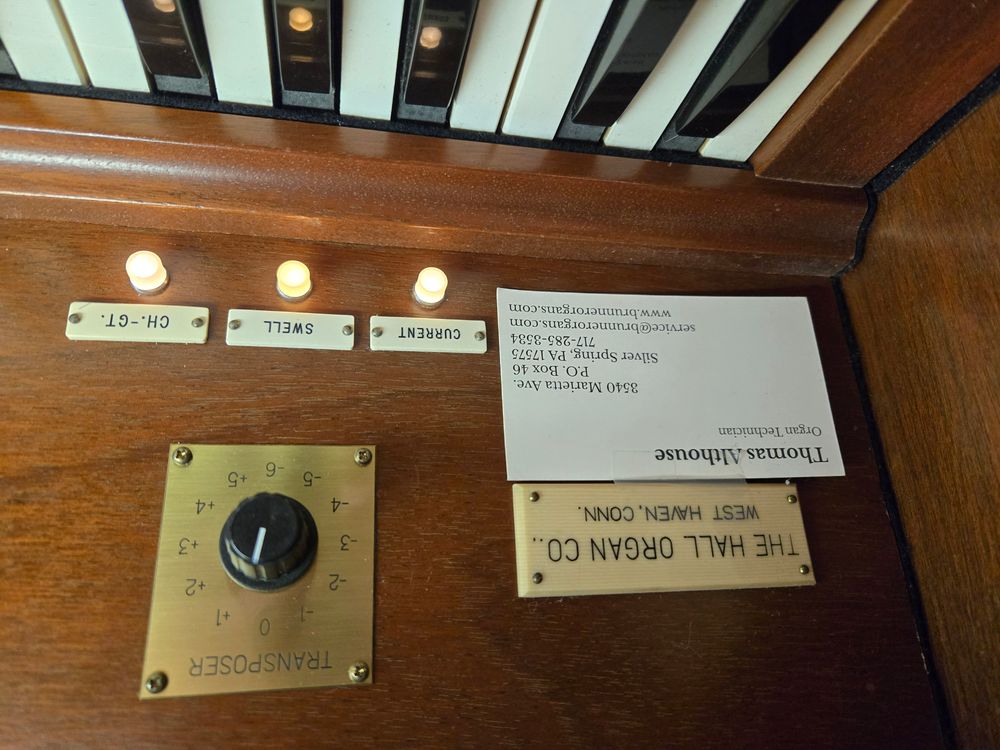 THE HALL ORGAN CO.,
WEST HAVEN, CONN.
Thomas Althouse
Organ Technician
3540 Marietta Ave.
P.O. Box 46
Silver Spring, PA 17575
717-285-3534
service@brunnerorgans.com
www.brunnerorgans.com
TRANSPOSER
0
-1 +1
-2 +2
-3 +3
-4 +4
-5 -6 +5
CURRENT
SWELL
CH.-GT.